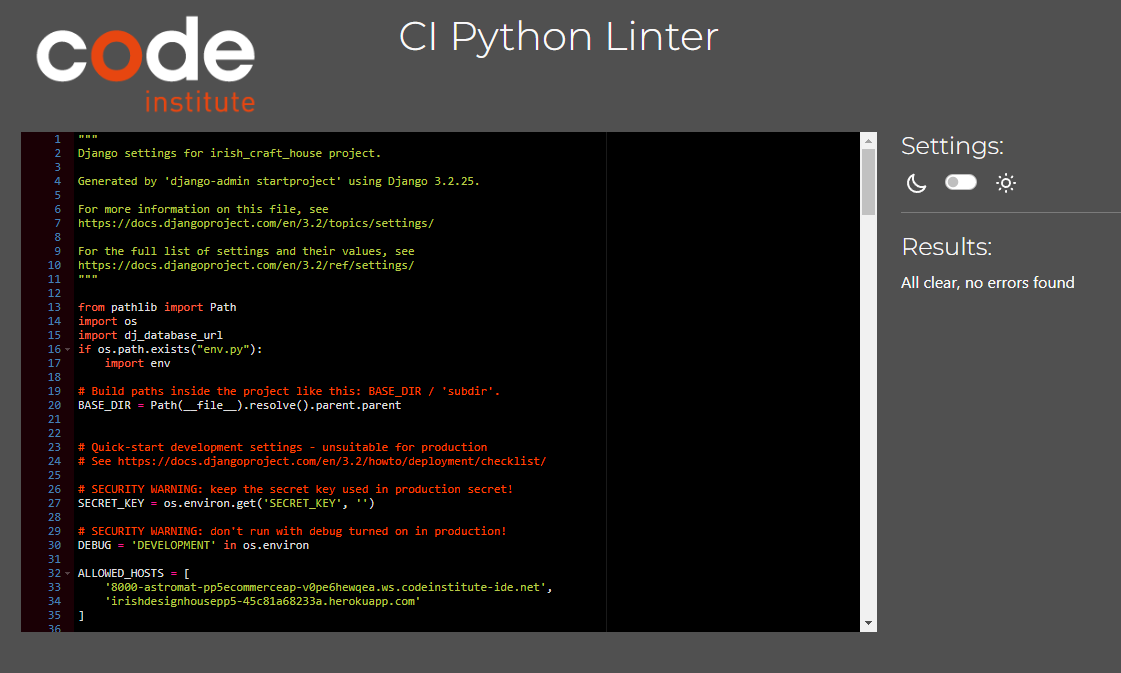 code
institute
CI Python Linter
1 """
2 Django settings for irish_craft_house project.
3
4 Generated by 'django-admin startproject' using Django 3.2.25.
5
6 For more information on this file, see
7 https://docs.djangoproject.com/en/3.2/topics/settings/
8
9 For the full list of settings and their values, see
10 https://docs.djangoproject.com/en/3.2/ref/settings/
11 """
12
13 from pathlib import Path
14 import os
15 import dj_database_url
16 if os.path.exists("env.py"):
17     import env
18
19 # Build paths inside the project like this: BASE_DIR / 'subdir'.
20 BASE_DIR = Path(__file__).resolve().parent.parent
21
22
23 # Quick-start development settings - unsuitable for production
24 # See https://docs.djangoproject.com/en/3.2/howto/deployment/checklist/
25
26 # SECURITY WARNING: keep the secret key used in production secret!
27 SECRET_KEY = os.environ.get('SECRET_KEY', '')
28
29 # SECURITY WARNING: don't run with debug turned on in production!
30 DEBUG = 'DEVELOPMENT' in os.environ
31
32 ALLOWED_HOSTS = [
33     '8000-astromat-pp5ecommerceap-v0pe6hewqea.ws.codeinstitute-ide.net',
34     'irishdesignhousepp5-45c81a68233a.herokuapp.com'
35 ]
36
Settings:
Results:
All clear, no errors found